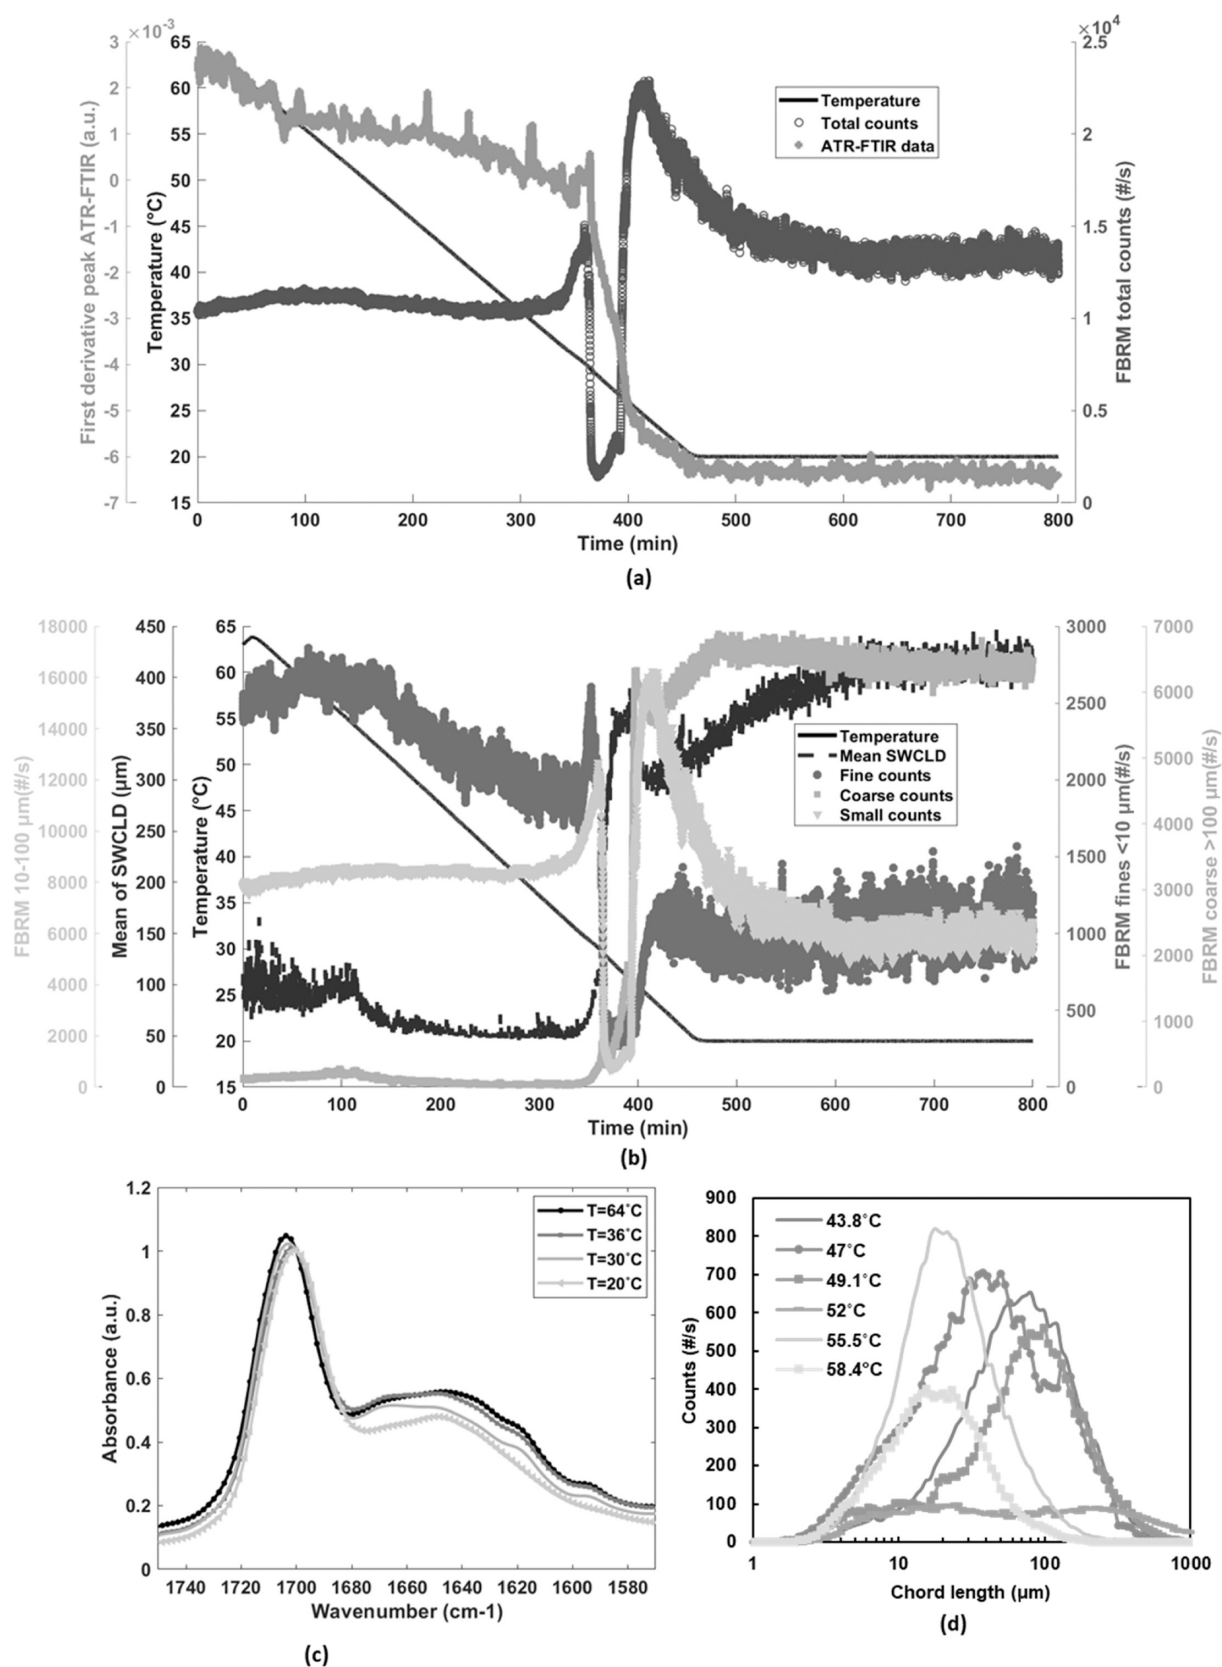 ×10⁻³
×10⁴
3
2
1
0
-1
-2
-3
-4
-5
-6
-7
First derivative peak ATR-FTIR (a.u.)
65
60
55
50
45
40
35
30
25
20
15
Temperature (°C)
Temperature
Total counts
ATR-FTIR data
2.5
2
1.5
1
0.5
0
FBRM total counts (#/s)
0 100 200 300 400 500 600 700 800
Time (min)
(a)
18000
16000
14000
12000
10000
8000
6000
4000
2000
0
FBRM 10-100 μm(#/s)
450
400
350
300
250
200
150
100
50
0
Mean of SWCLD (μm)
65
60
55
50
45
40
35
30
25
20
15
Temperature (°C)
Temperature
Mean SWCLD
Fine counts
Coarse counts
Small counts
3000
2500
2000
1500
1000
500
0
FBRM fines <10 μm(#/s)
7000
6000
5000
4000
3000
2000
1000
0
FBRM coarse >100 μm(#/s)
0 100 200 300 400 500 600 700 800
Time (min)
(b)
1.2
1
0.8
0.6
0.4
0.2
0
Absorbance (a.u.)
T=64°C
T=36°C
T=30°C
T=20°C
1740 1720 1700 1680 1660 1640 1620 1600 1580
Wavenumber (cm-1)
(c)
900
800
700
600
500
400
300
200
100
0
Counts (#/s)
43.8°C
47°C
49.1°C
52°C
55.5°C
58.4°C
1 10 100 1000
Chord length (μm)
(d)